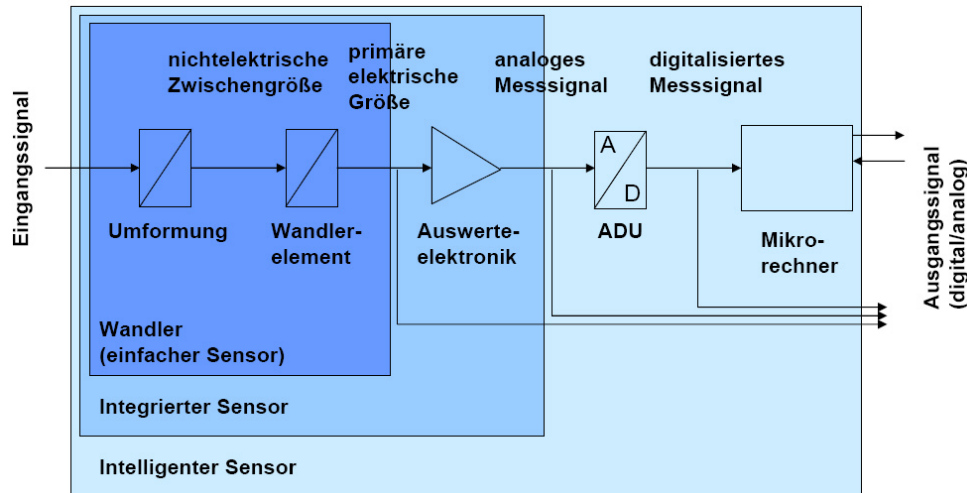 nichtelektrische
Zwischengröße
primäre
elektrische
Größe
analoges
Messsignal
digitalisiertes
Messsignal
Eingangssignal
A
D
Umformung
Wandler-
element
Auswerte-
elektronik
ADU
Mikro-
rechner
Ausgangssignal
(digital/analog)
Wandler
(einfacher Sensor)
Integrierter Sensor
Intelligenter Sensor